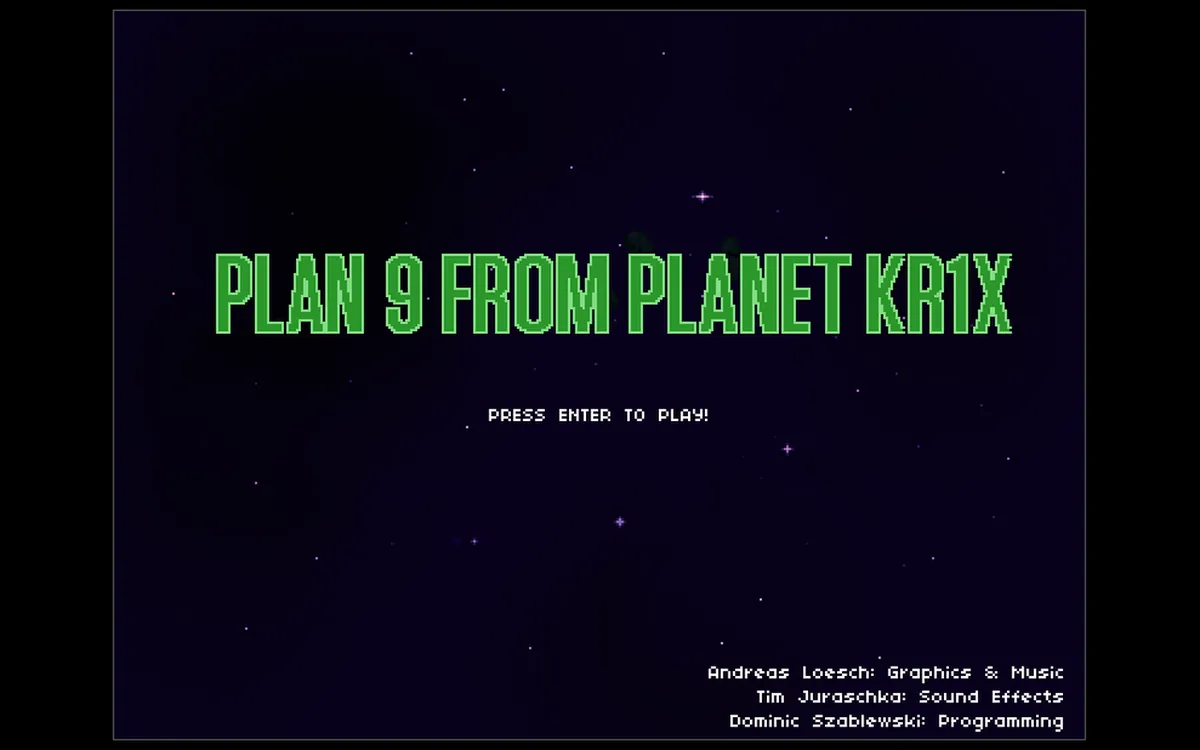 PLAN 9 FROM PLANET KR1X
PRESS ENTER TO PLAY!
Andreas Loesch: Graphics & Music
Tim Juraschka: Sound Effects
Dominic Szablewski: Programming